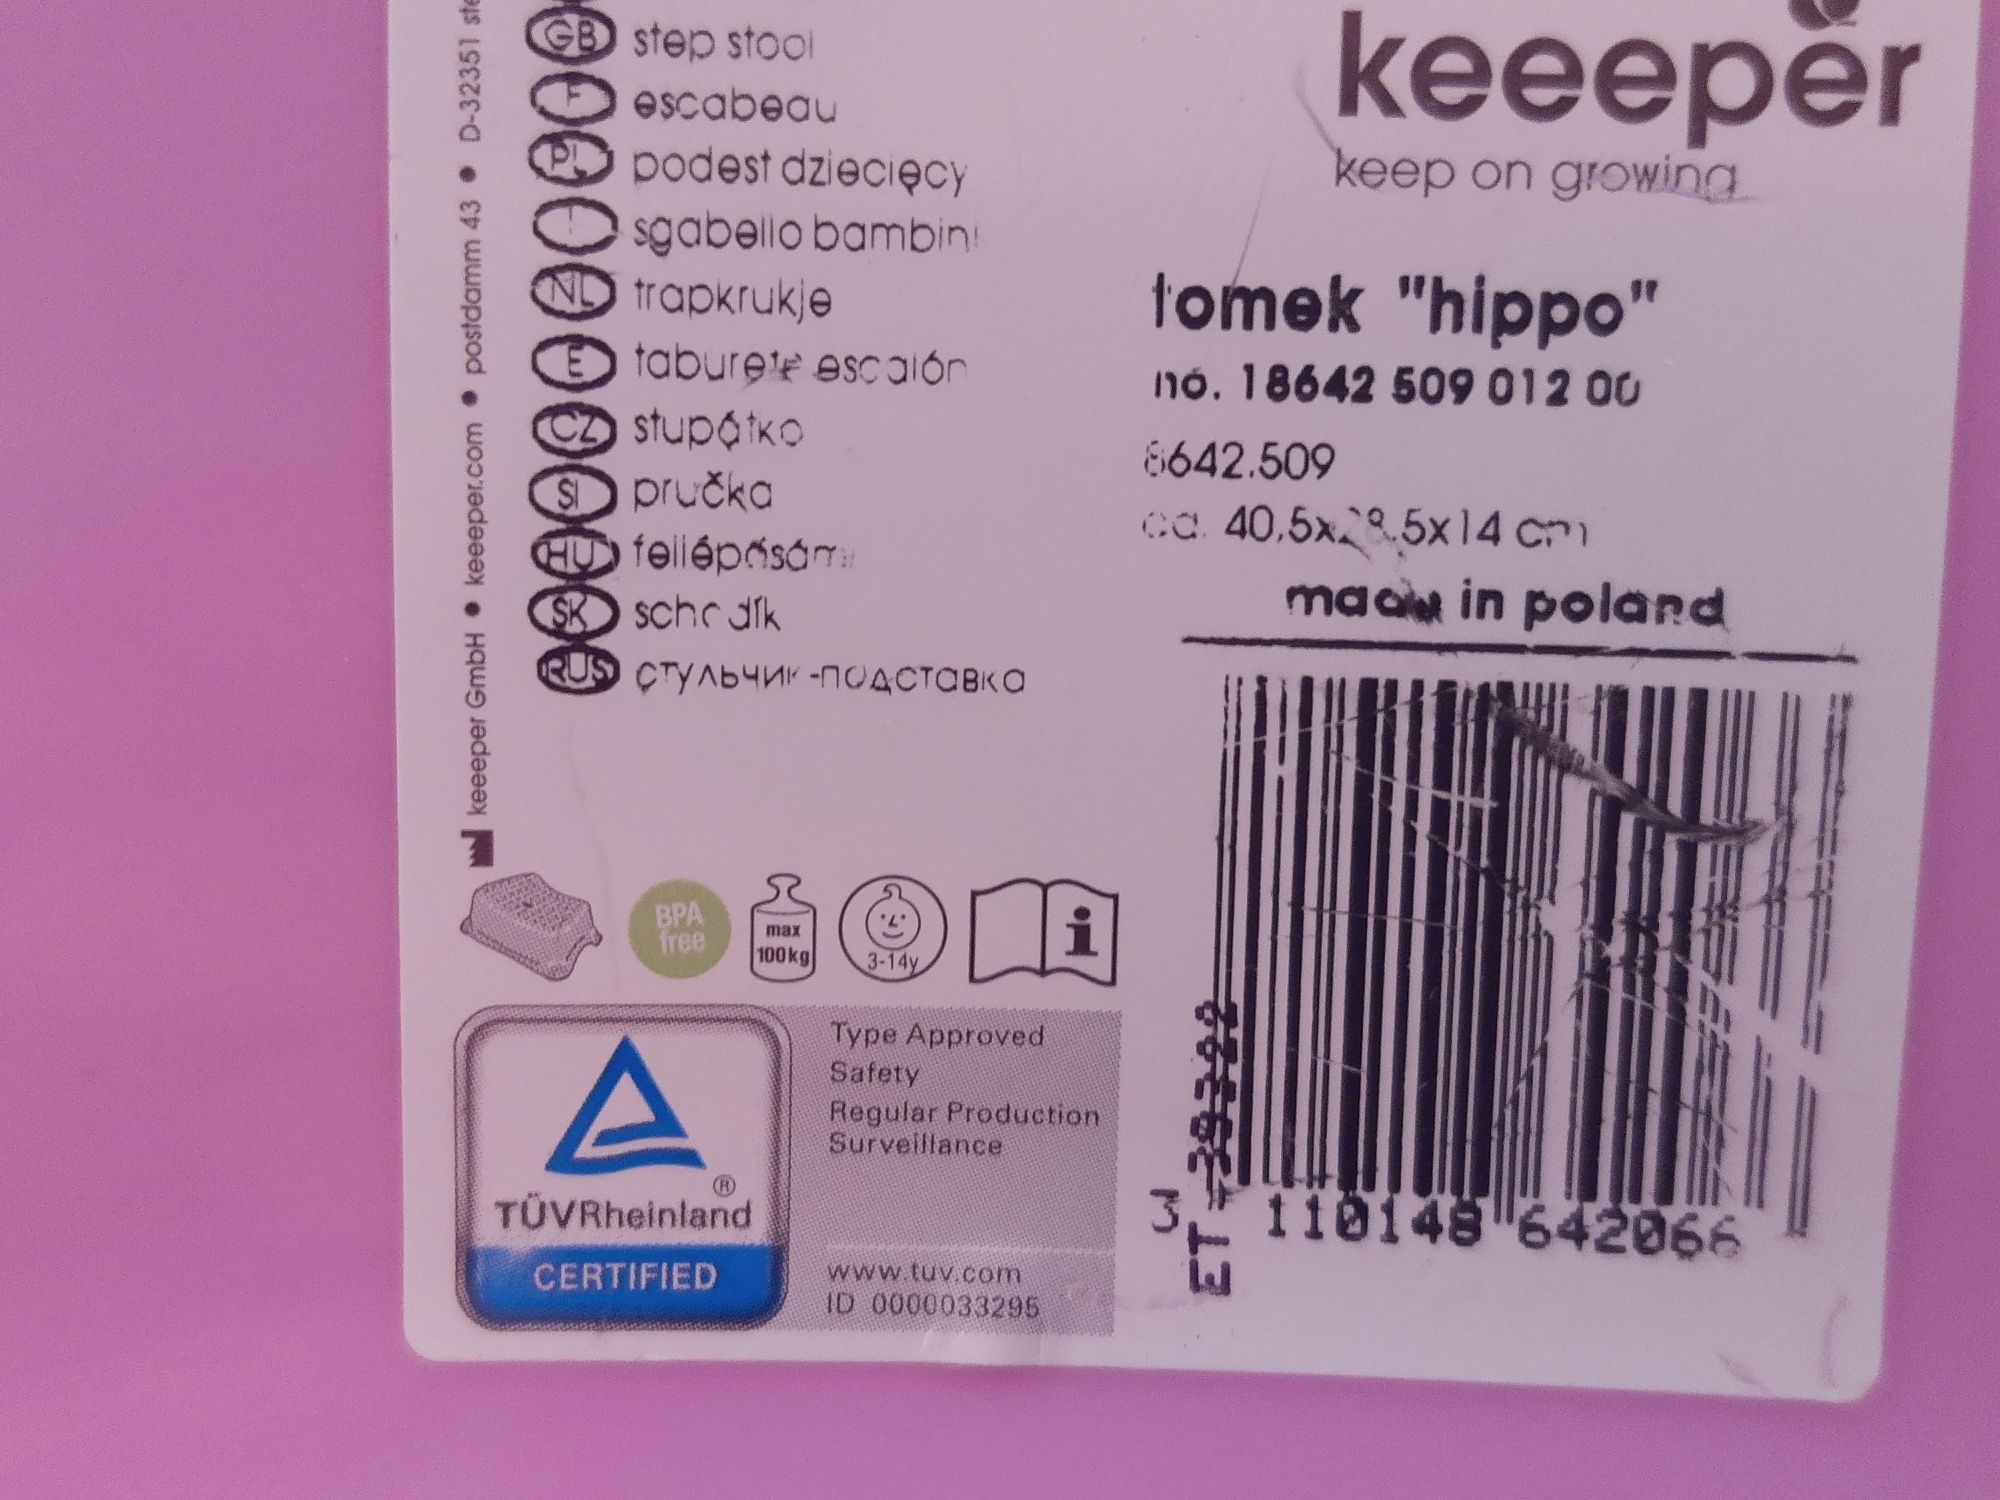 keeeper GmbH • keeeper.com • postdamm 43 • D-32351
GB step stool
F escabeau
PL podest dziecięcy
I sgabello bambini
NL trapkrukje
E taburete escalón
CZ stupátko
SI pručka
HU fellépősámli
SK schodík
RUS стульчик-подставка
keeeper
keep on growing
tomek "hippo"
no. 18642 509 012 00
8642.509
ca. 40,5x28,5x14 cm
made in poland
BPA
free
max
100kg
3-14y
i
TÜVRheinland®
CERTIFIED
Type Approved
Safety
Regular Production
Surveillance
www.tuv.com
ID 0000033295
3 110148 642066